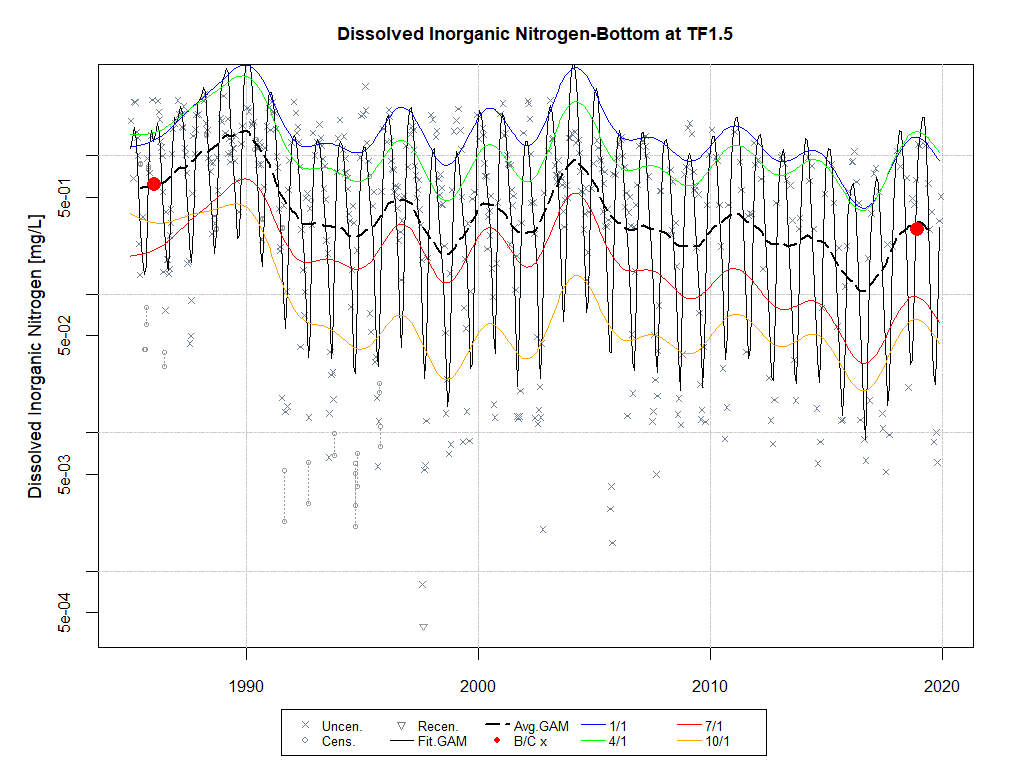 Dissolved Inorganic Nitrogen-Bottom at TF1.5
Dissolved Inorganic Nitrogen [mg/L]
5e-01
5e-02
5e-03
5e-04
1990
2000
2010
2020
Uncen. Recen. Avg.GAM 1/1 7/1
Cens. Fit.GAM B/C x 4/1 10/1